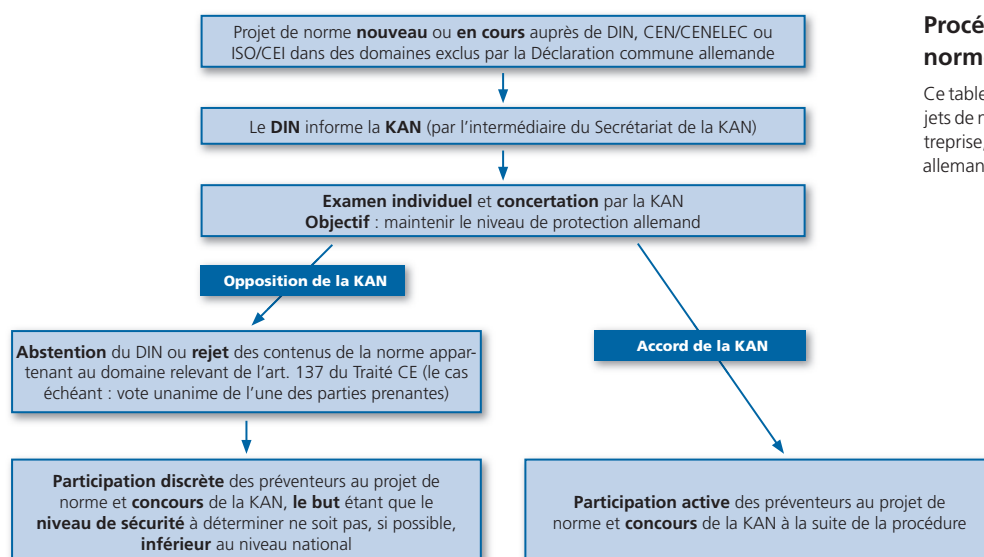 Projet de norme nouveau ou en cours auprès de DIN, CEN/CENELEC ou
ISO/CEI dans des domaines exclus par la Déclaration commune allemande
Le DIN informe la KAN (par l'intermédiaire du Secrétariat de la KAN)
Examen individuel et concertation par la KAN
Objectif : maintenir le niveau de protection allemand
Opposition de la KAN
Accord de la KAN
Abstention du DIN ou rejet des contenus de la norme appar-
tenant au domaine relevant de l'art. 137 du Traité CE (le cas
échéant : vote unanime de l'une des parties prenantes)
Participation discrète des préventeurs au projet de
norme et concours de la KAN, le but étant que le
niveau de sécurité à déterminer ne soit pas, si possible,
inférieur au niveau national
Participation active des préventeurs au projet de
norme et concours de la KAN à la suite de la procédure
Procé
norm
Ce table
jets de n
treprise,
alleman